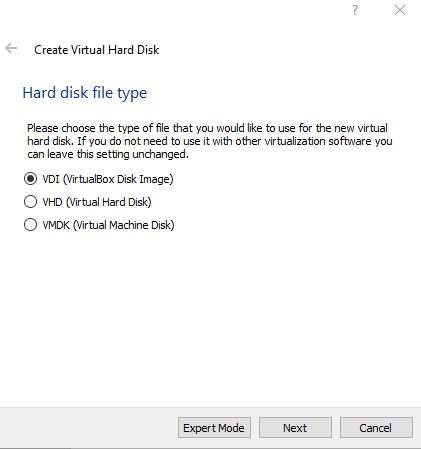 ?
Create Virtual Hard Disk
Hard disk file type
Please choose the type of file that you would like to use for the new virtual
hard disk. If you do not need to use it with other virtualization software you
can leave this setting unchanged.
VDI (VirtualBox Disk Image)
VHD (Virtual Hard Disk)
VMDK (Virtual Machine Disk)
Expert Mode Next Cancel